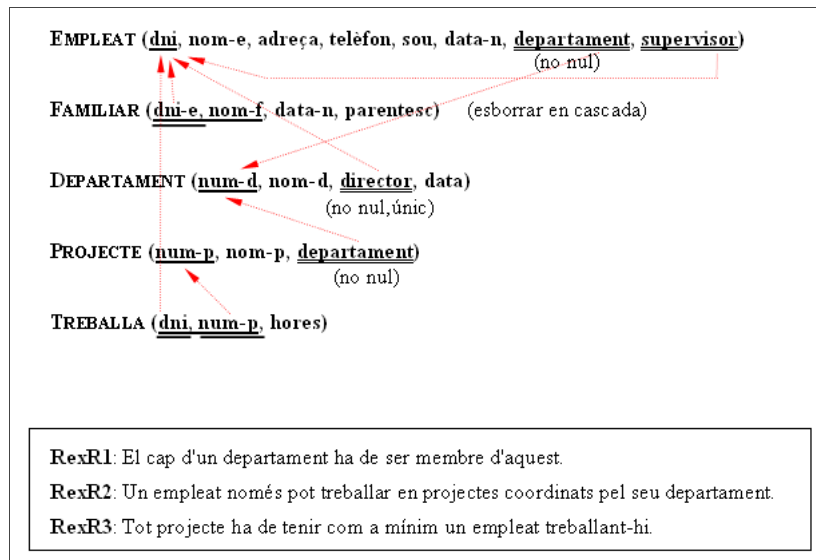 EMPLEAT (dni, nom-e, adreça, telèfon, sou, data-n, departament, supervisor)
(no nul)
FAMILIAR (dni-e, nom-f, data-n, parentesc) (esborrar en cascada)
DEPARTAMENT (num-d, nom-d, director, data)
(no nul,únic)
PROJECTE (num-p, nom-p, departament)
(no nul)
TREBALLA (dni, num-p, hores)
RexR1: El cap d'un departament ha de ser membre d'aquest.
RexR2: Un empleat només pot treballar en projectes coordinats pel seu departament.
RexR3: Tot projecte ha de tenir com a mínim un empleat treballant-hi.